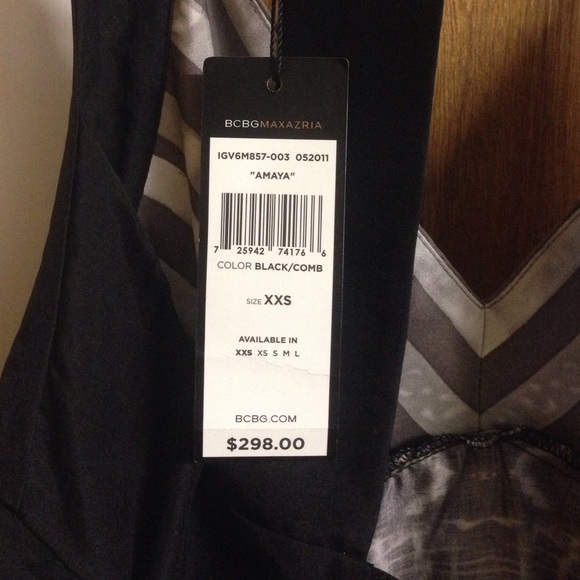 BCBGMAXAZRIA
IGV6M857-003 052011
"AMAYA"
7 25942 74176 6
COLOR BLACK/COMB
SIZE XXS
AVAILABLE IN
XXS XS S M L
BCBG.COM
$298.00